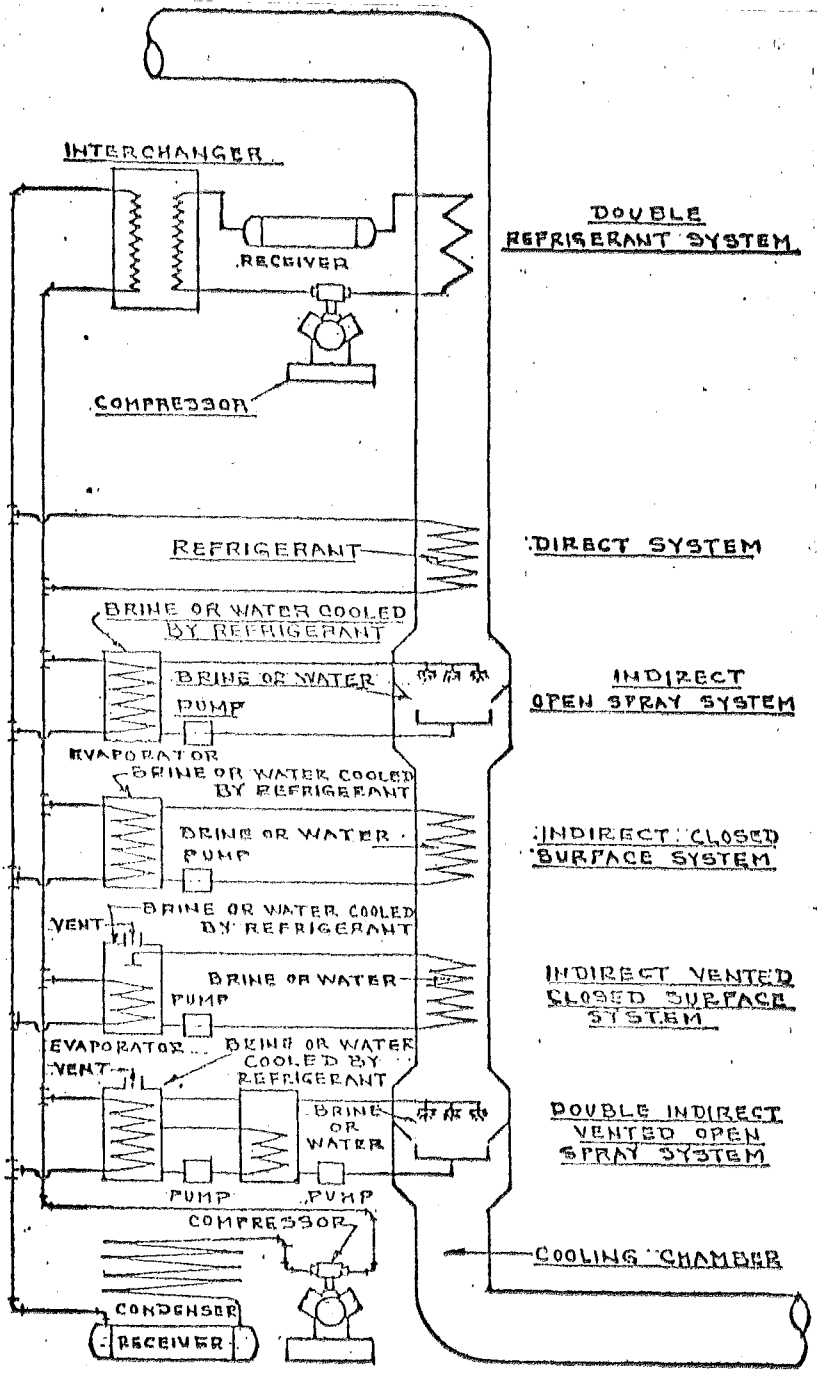 INTERCHANGER
DOUBLE
REFRIGERANT SYSTEM
RECEIVER
COMPRESSOR
REFRIGERANT
DIRECT SYSTEM
BRINE OR WATER COOLED
BY REFRIGERANT
BRINE OR WATER
PUMP
INDIRECT
OPEN SPRAY SYSTEM
EVAPORATOR
BRINE OR WATER COOLED
BY REFRIGERANT
BRINE OR WATER
PUMP
INDIRECT CLOSED
SURFACE SYSTEM
BRINE OR WATER COOLED
BY REFRIGERANT
VENT
BRINE OR WATER
PUMP
INDIRECT VENTED
CLOSED SURFACE
SYSTEM
EVAPORATOR
BRINE OR WATER
COOLED BY
REFRIGERANT
VENT
BRINE
OR
WATER
DOUBLE INDIRECT
VENTED OPEN
SPRAY SYSTEM
PUMP
PUMP
COMPRESSOR
COOLING CHAMBER
CONDENSER
RECEIVER